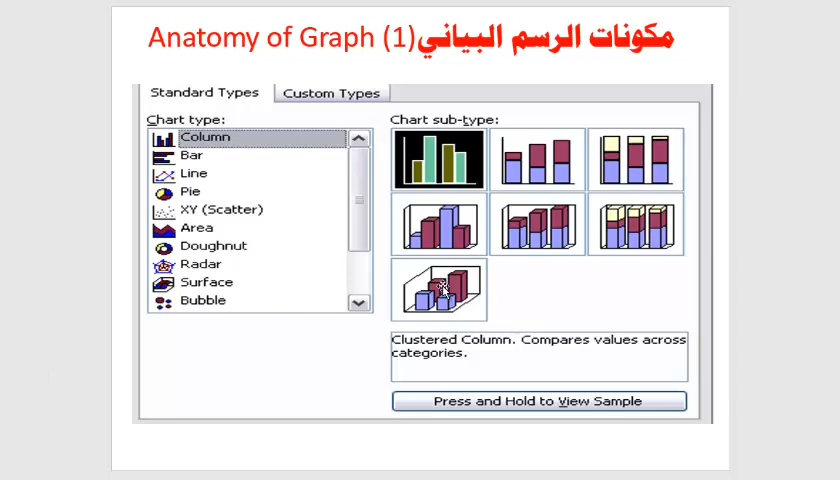 Anatomy of Graph (1) مكونات الرسم البياني
Standard Types
Custom Types
Chart type:
Column
Bar
Line
Pie
XY (Scatter)
Area
Doughnut
Radar
Surface
Bubble
Chart sub-type:
Clustered Column. Compares values across
categories.
Press and Hold to View Sample